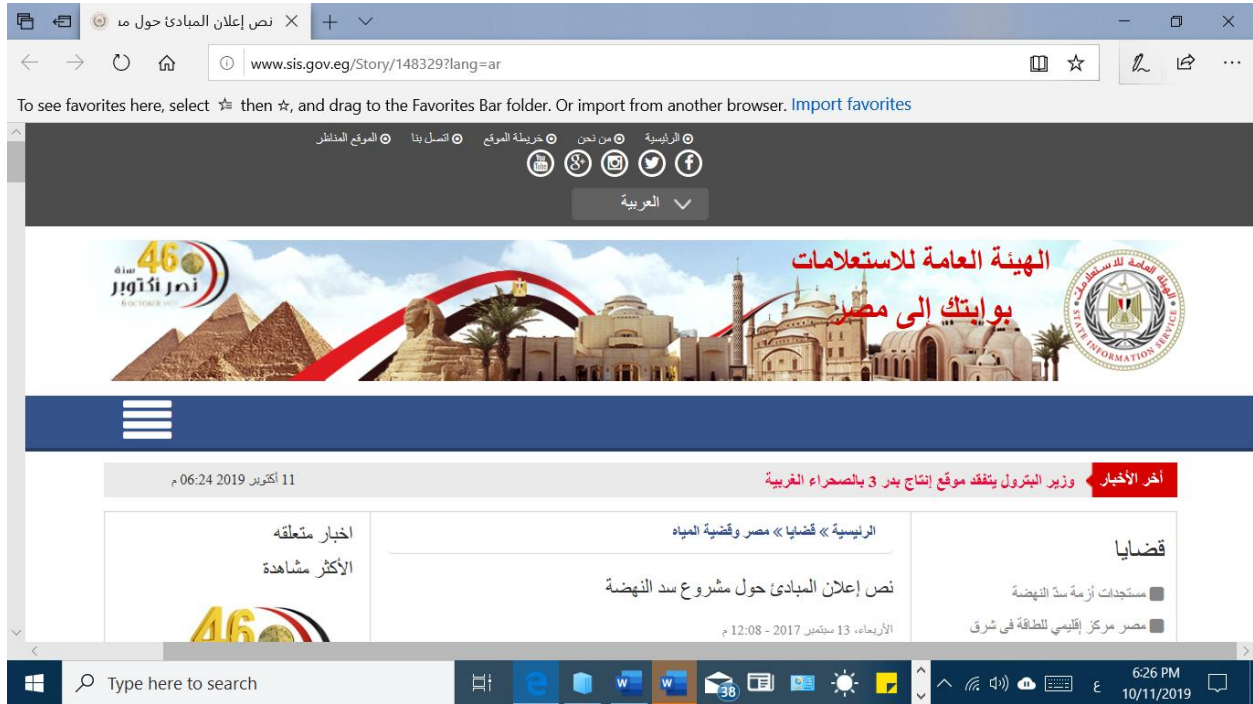 نص إعلان المبادئ حول مـ
www.sis.gov.eg/Story/148329?lang=ar
To see favorites here, select then , and drag to the Favorites Bar folder. Or import from another browser. Import favorites
الرئيسية من نحن خريطة الموقع اتصل بنا الموقع المناظر
العربية
46 سنة
نصر أكتوبر
الهيئة العامة للاستعلامات
بوابتك إلى مصر
الهيئة العامة للاستعلامات
STATE INFORMATION SERVICE
أخر الأخبار
وزير البترول يتفقد موقع إنتاج بدر 3 بالصحراء الغربية
11 أكتوبر 2019 06:24 م
قضايا
مستجدات أزمة سدّ النهضة
مصر مركز إقليمي للطاقة فى شرق
الرئيسية » قضايا » مصر وقضية المياه
نص إعلان المبادئ حول مشروع سد النهضة
الأربعاء، 13 سبتمبر 2017 - 12:08 م
اخبار متعلقه
الأكثر مشاهدة
46
Type here to search
38
ع
6:26 PM
10/11/2019